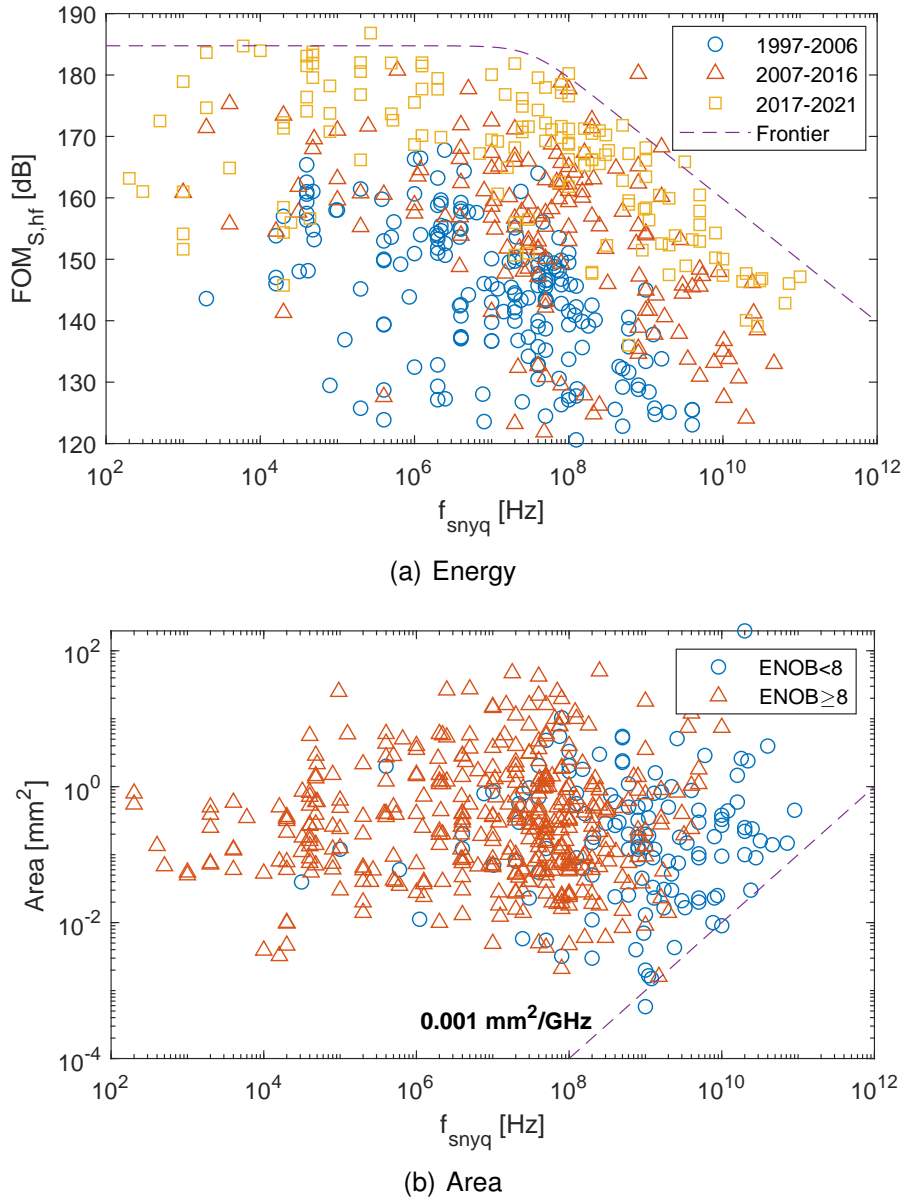 190
180
170
160
150
140
130
120
FOM_S,hf [dB]
1997-2006
2007-2016
2017-2021
Frontier
10^2 10^4 10^6 10^8 10^10 10^12
f_snyq [Hz]
(a) Energy
10^2
10^0
10^-2
10^-4
Area [mm^2]
ENOB<8
ENOB≥8
0.001 mm^2/GHz
10^2 10^4 10^6 10^8 10^10 10^12
f_snyq [Hz]
(b) Area